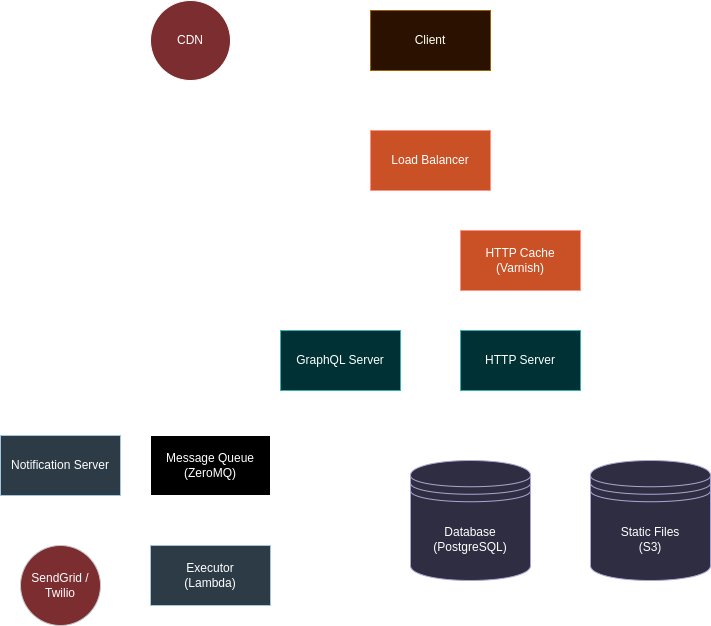 CDN
Client
Load Balancer
HTTP Cache
(Varnish)
GraphQL Server
HTTP Server
Notification Server
Message Queue
(ZeroMQ)
Database
(PostgreSQL)
Static Files
(S3)
SendGrid /
Twilio
Executor
(Lambda)